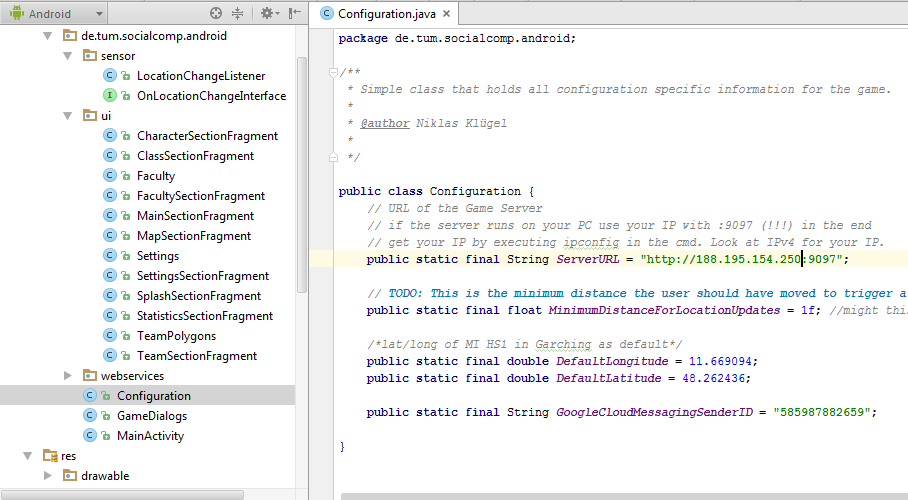 Android
Configuration.java
de.tum.socialcomp.android
sensor
LocationChangeListener
OnLocationChangeInterface
ui
CharacterSectionFragment
ClassSectionFragment
Faculty
FacultySectionFragment
MainSectionFragment
MapSectionFragment
Settings
SettingsSectionFragment
SplashSectionFragment
StatisticsSectionFragment
TeamPolygons
TeamSectionFragment
webservices
Configuration
GameDialogs
MainActivity
res
drawable
package de.tum.socialcomp.android;
/**
* Simple class that holds all configuration specific information for the game.
*
* @author Niklas Klügel
*
*/
public class Configuration {
// URL of the Game Server
// if the server runs on your PC use your IP with :9097 (!!!) in the end
// get your IP by executing ipconfig in the cmd. Look at IPv4 for your IP.
public static final String ServerURL = "http://188.195.154.250:9097";
// TODO: This is the minimum distance the user should have moved to trigger a
public static final float MinimumDistanceForLocationUpdates = 1f; //might thi
/*lat/long of MI HS1 in Garching as default*/
public static final double DefaultLongitude = 11.669094;
public static final double DefaultLatitude = 48.262436;
public static final String GoogleCloudMessagingSenderID = "585987882659";
}